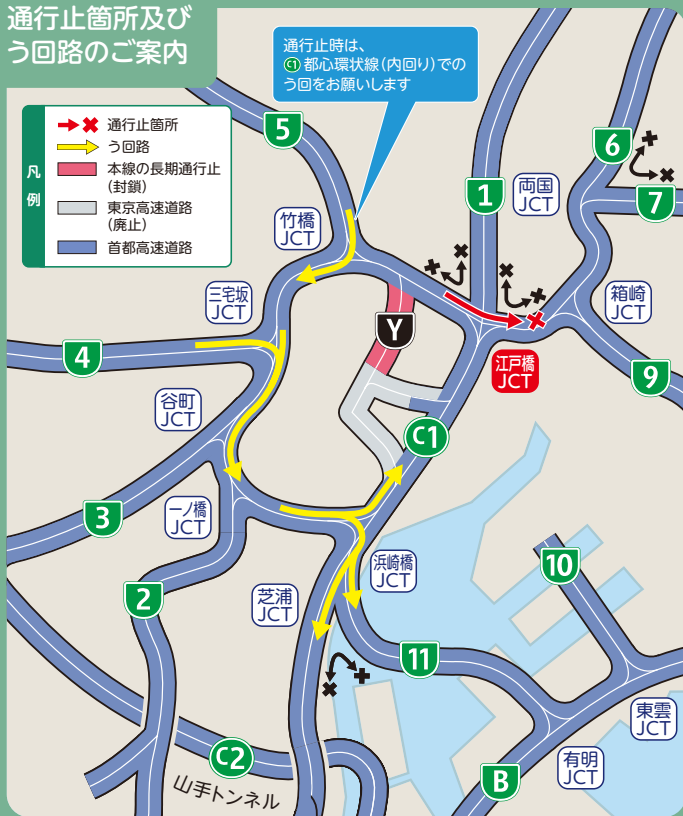 通行止箇所及び
う回路のご案内
通行止時は、
C1都心環状線(内回り)での
う回をお願いします
凡例
通行止箇所
う回路
本線の長期通行止
(封鎖)
東京高速道路
(廃止)
首都高速道路
5
6
7
1
両国
JCT
竹橋
JCT
三宅坂
JCT
箱崎
JCT
Y
4
江戸橋
JCT
9
谷町
JCT
C1
3
一ノ橋
JCT
2
芝浦
JCT
浜崎橋
JCT
10
11
東雲
JCT
C2
有明
JCT
B
山手トンネル